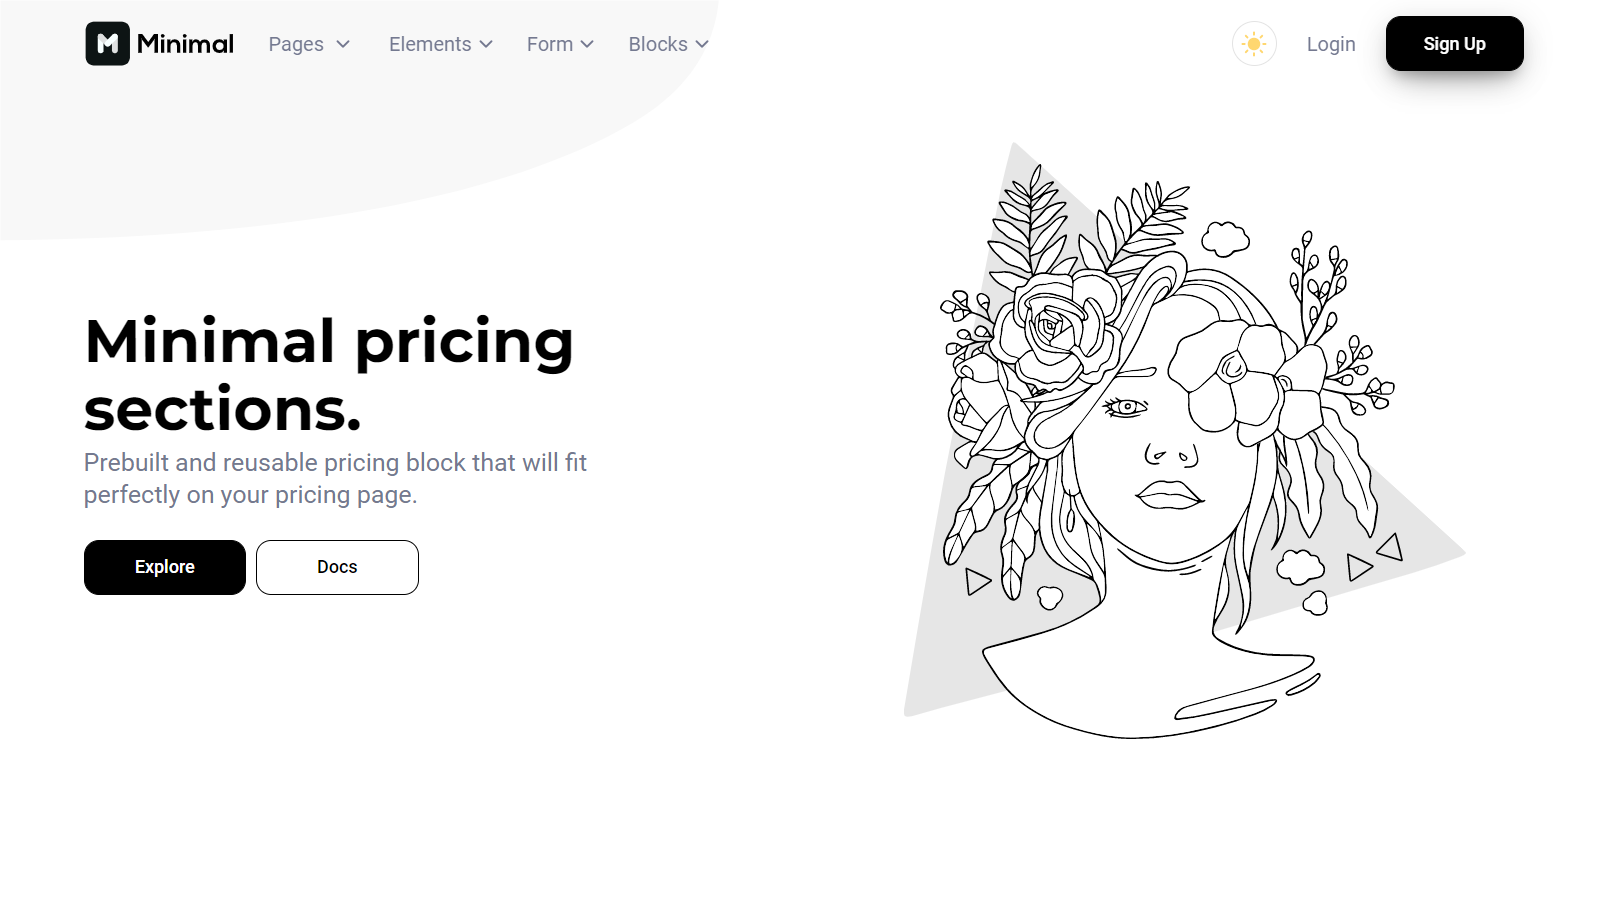 Minimal Pages Elements Form Blocks Login Sign Up
Minimal pricing
sections.
Prebuilt and reusable pricing block that will fit
perfectly on your pricing page.
Explore Docs